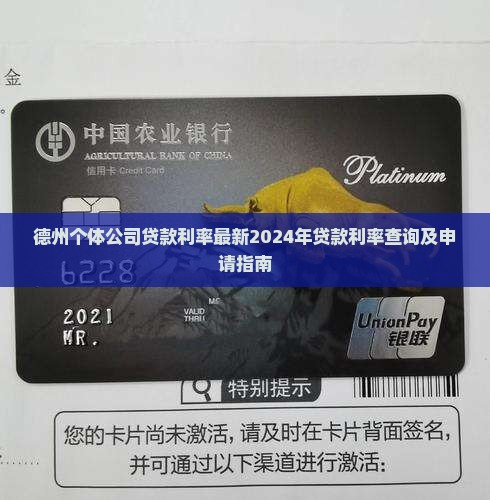 金
中国农业银行
AGRICULTURAL BANK OF CHINA
信用卡 Credit Card
Platinum
德州个体公司贷款利率最新2024年贷款利率查询及申
请指南
6228
MS
2021
VALID
THRU
MR.
UnionPay
银联
特别提示
您的卡片尚未激活,请及时在卡片背面签名,
并可通过以下渠道进行激活: